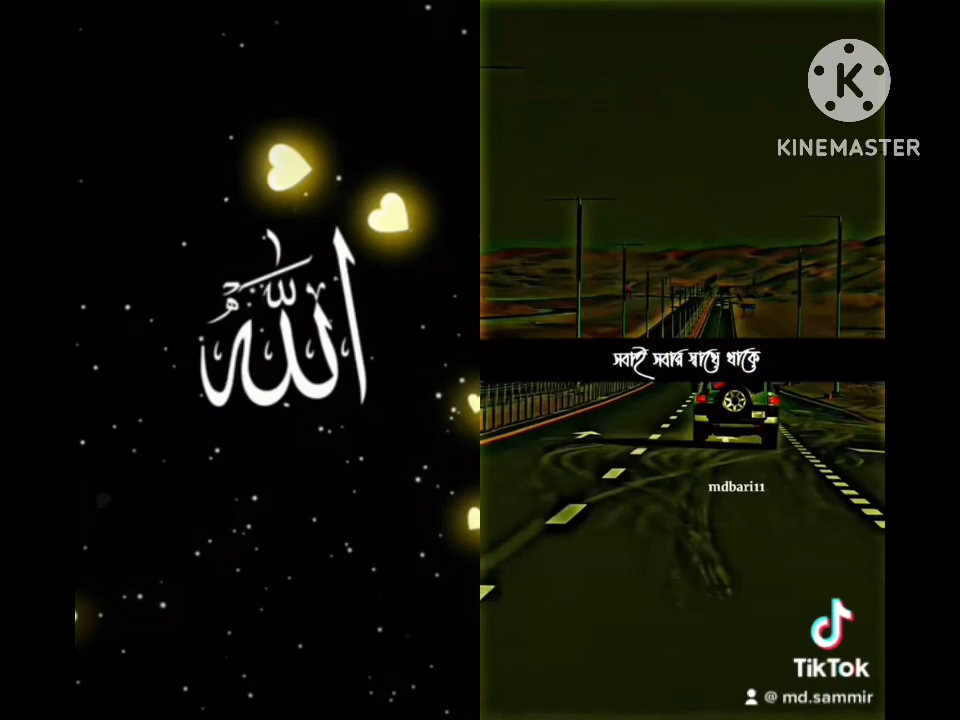 الله
KINEMASTER
সবাই সবার স্বার্থে থাকে
mdbari11
TikTok
@ md.sammir